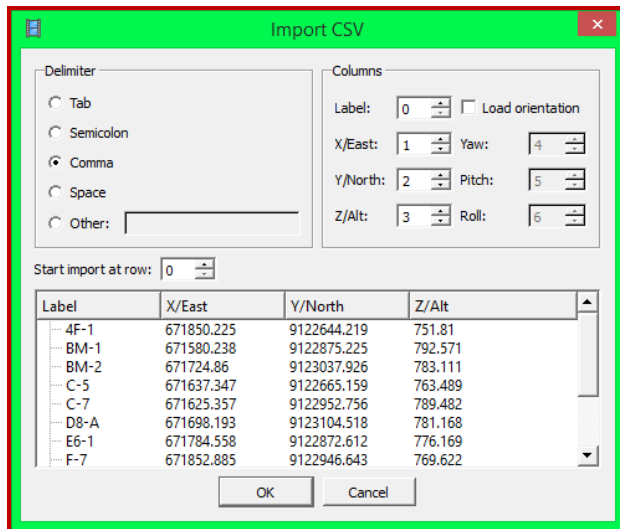 Import CSV
Delimiter
Tab
Semicolon
Comma
Space
Other:
Columns
Label: 0 Load orientation
X/East: 1 Yaw: 4
Y/North: 2 Pitch: 5
Z/Alt: 3 Roll: 6
Start import at row: 0
Label X/East Y/North Z/Alt
4F-1 671850.225 9122644.219 751.81
BM-1 671580.238 9122875.225 792.571
BM-2 671724.86 9123037.926 783.111
C-5 671637.347 9122665.159 763.489
C-7 671625.357 9122952.756 789.482
D8-A 671698.193 9123104.518 781.168
E6-1 671784.558 9122872.612 776.169
F-7 671852.885 9122946.643 769.622
OK Cancel